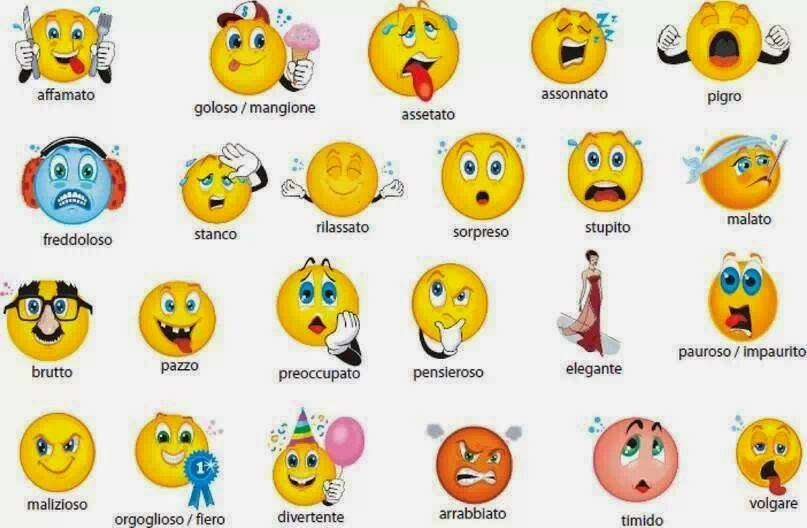 affamato
goloso / mangione
assetato
assonnato
pigro
freddoloso
stanco
rilassato
sorpreso
stupito
malato
brutto
pazzo
preoccupato
pensieroso
elegante
pauroso / impaurito
malizioso
orgoglioso / fiero
divertente
arrabbiato
timido
volgare
S
z z z
1